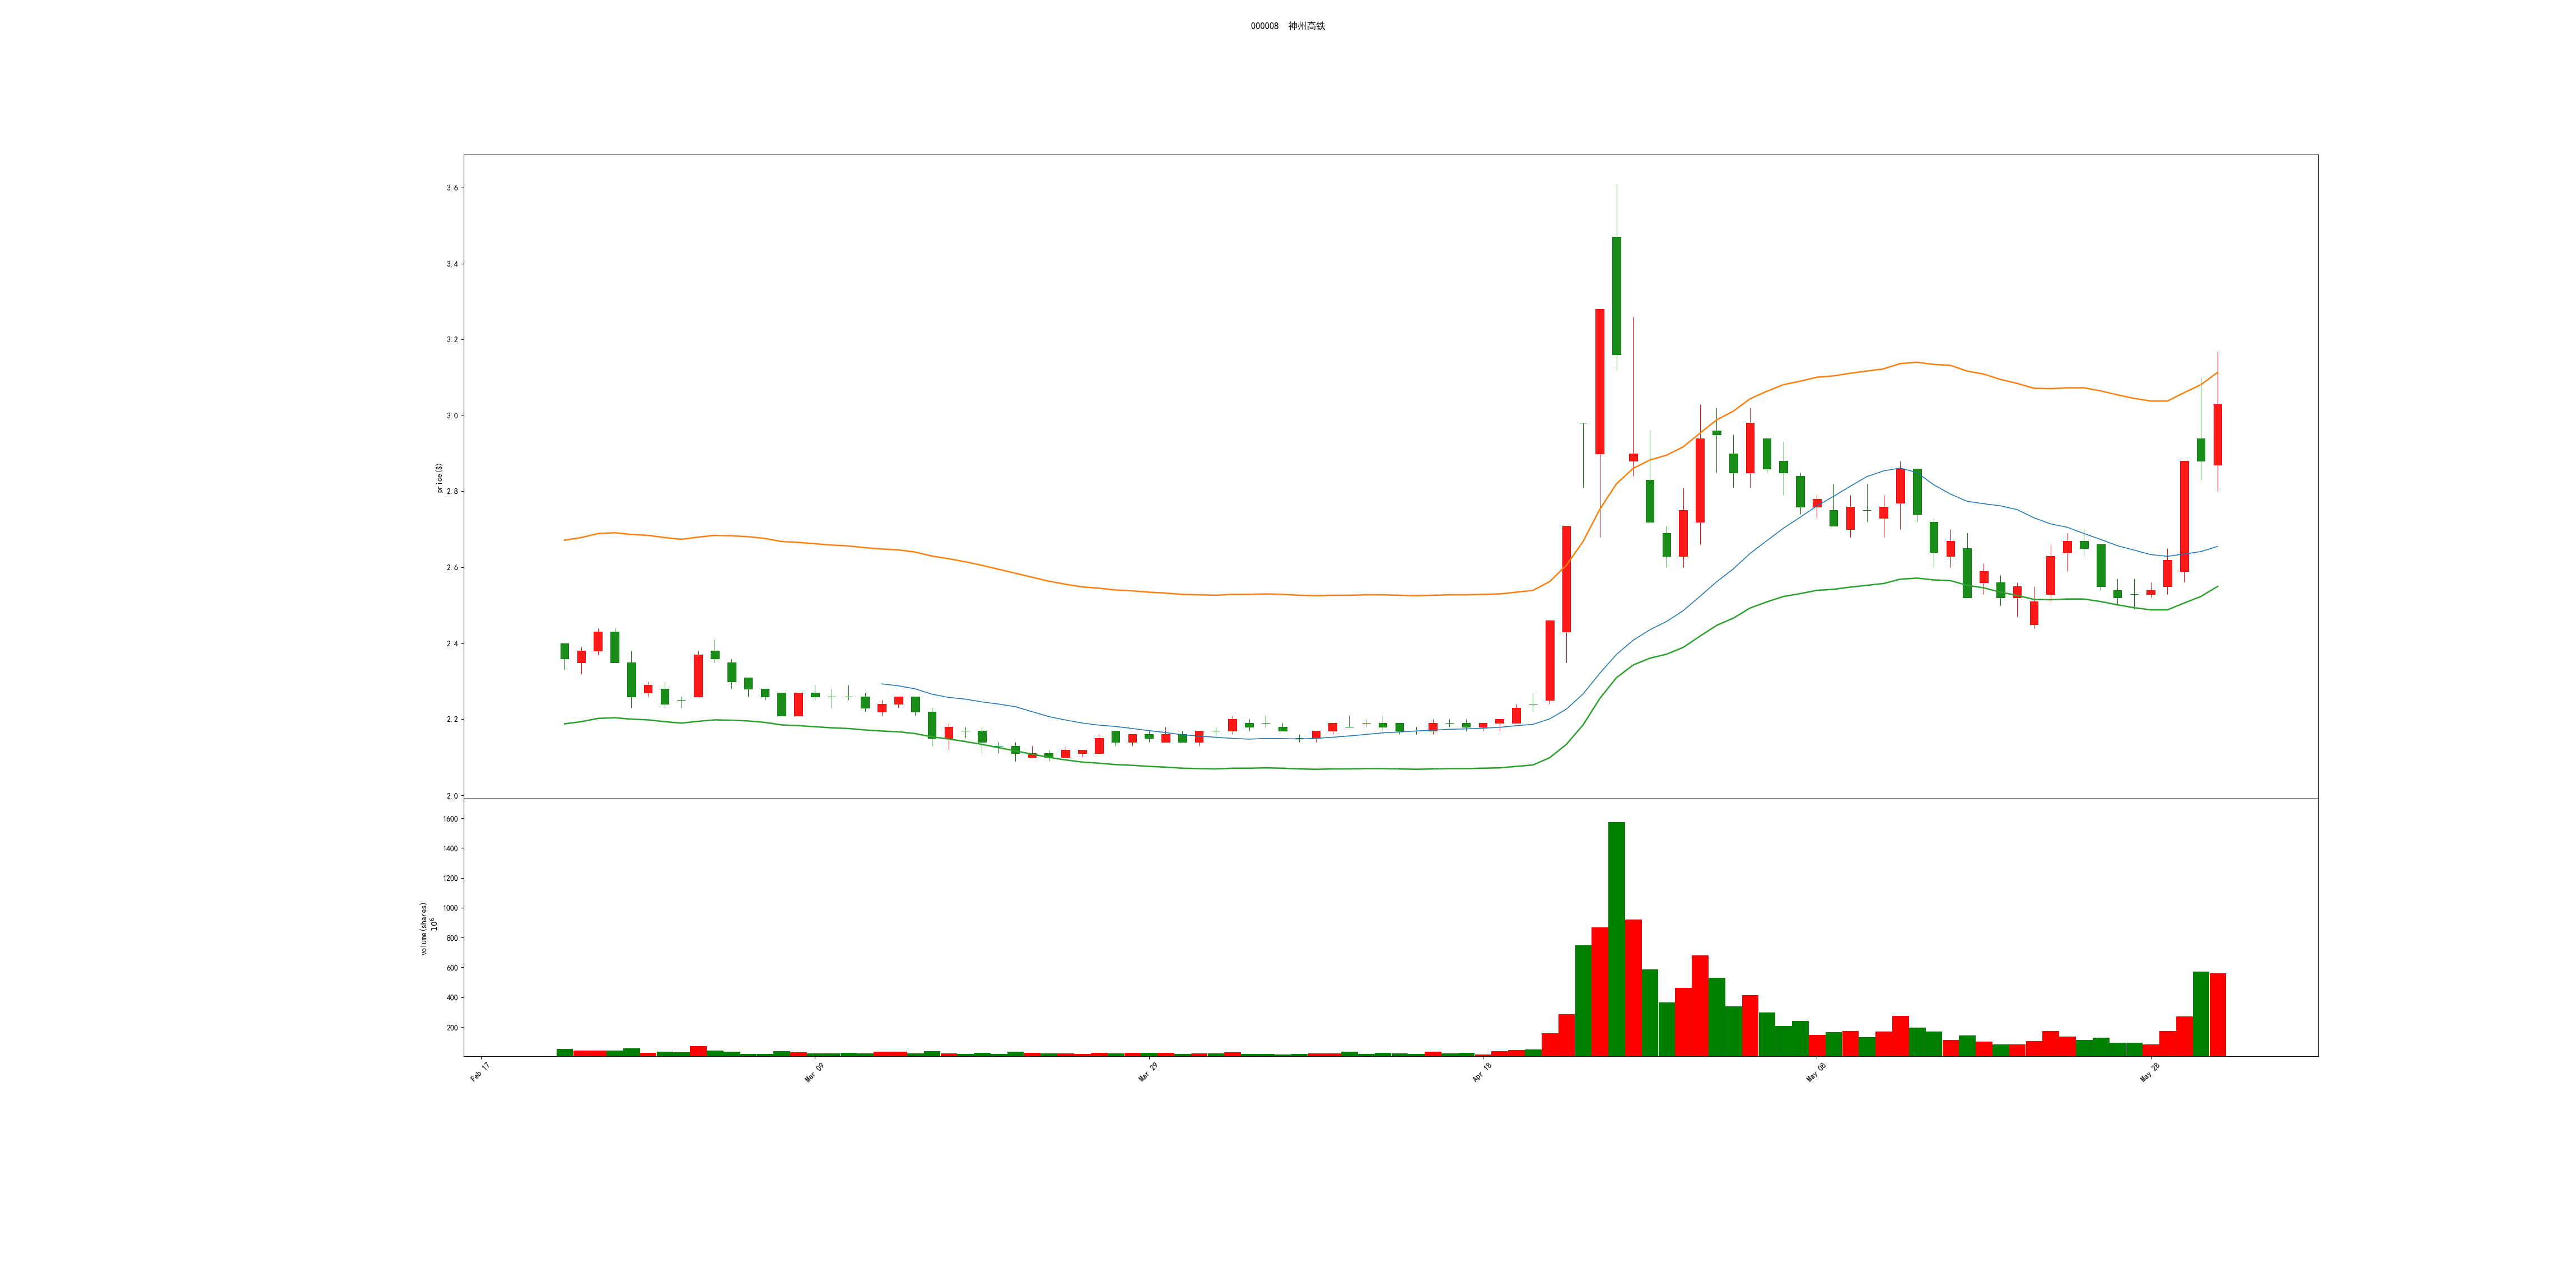 000008 神州高铁
3.6
3.4
3.2
3.0
2.8
2.6
2.4
2.2
2.0
price($)
1600
1400
1200
1000
800
600
400
200
volume(shares)
10⁶
Feb 17
Mar 09
Mar 29
Apr 18
May 08
May 28